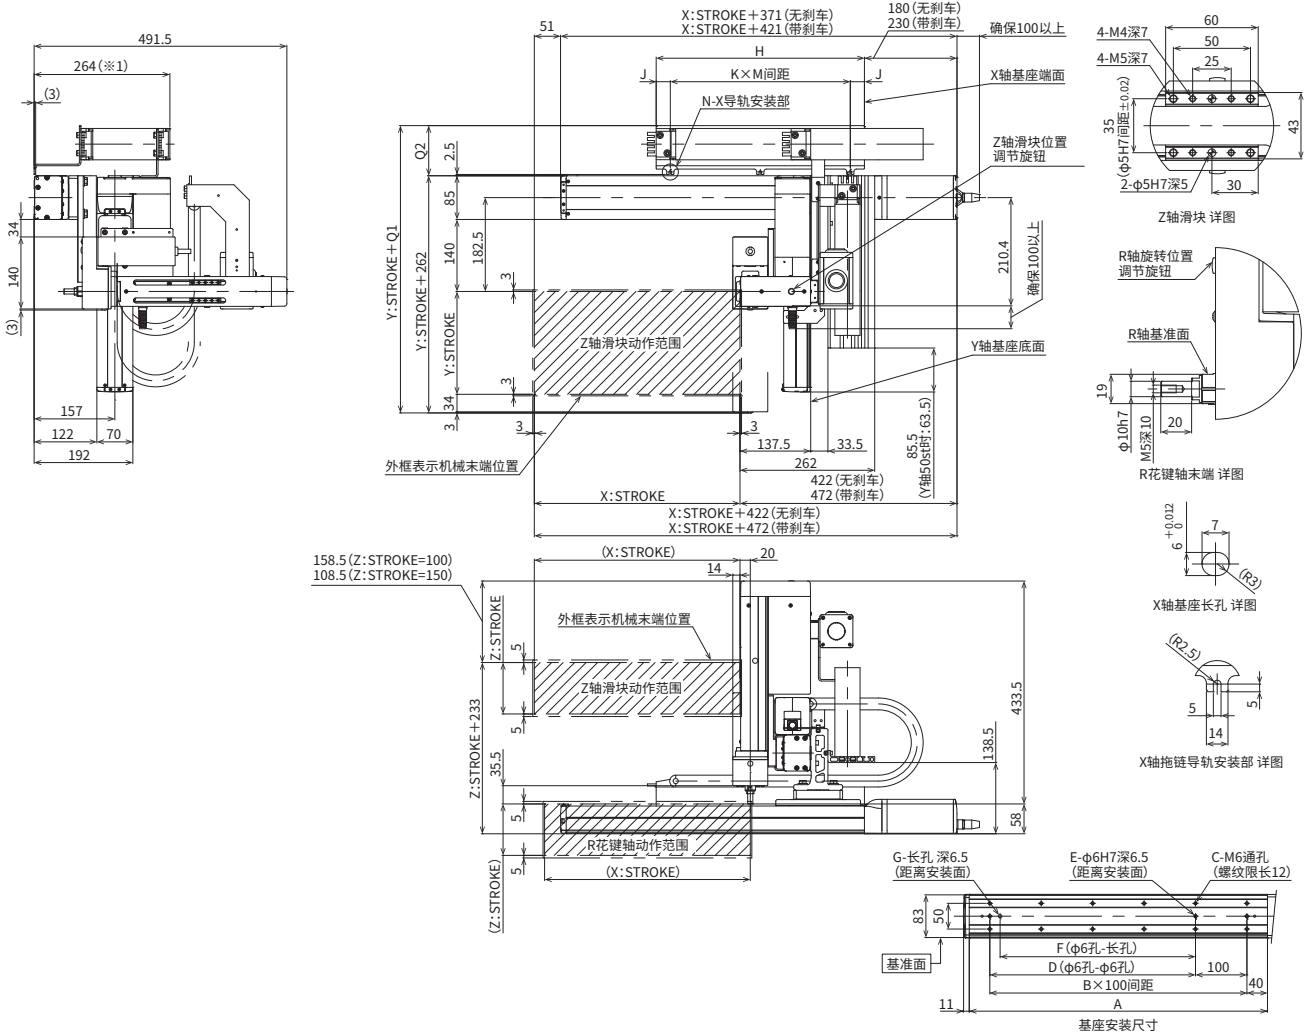 491.5
264（※1）
（3）
34
140
（3）
157
122
70
192
51
X：STROKE＋371（无刹车）
X：STROKE＋421（带刹车）
180（无刹车）
230（带刹车）
确保100以上
H
J
K×M间距
J
X轴基座端面
N-X导轨安装部
Z轴滑块位置
调节旋钮
Q2
2.5
85
140
182.5
3
Y：STROKE＋Q1
Y：STROKE＋262
Y：STROKE
3
34
3
Z轴滑块动作范围
210.4
确保100以上
Y轴基座底面
3
3
137.5
33.5
262
85.5
（Y轴50st时：63.5）
外框表示机械末端位置
X：STROKE
422（无刹车）
472（带刹车）
X：STROKE＋422（无刹车）
X：STROKE＋472（带刹车）
158.5（Z：STROKE=100）
108.5（Z：STROKE=150）
（X：STROKE）
20
14
Z：STROKE
5
外框表示机械末端位置
Z轴滑块动作范围
5
Z：STROKE＋233
35.5
5
5
（Z：STROKE）
R花键轴动作范围
（X：STROKE）
433.5
138.5
58
60
4-M4深7
50
4-M5深7
25
35
（φ5H7间距±0.02）
43
2-φ5H7深5
30
Z轴滑块 详图
R轴旋转位置
调节旋钮
R轴基准面
19
φ10h7
M5深10
20
R花键轴末端 详图
6 ＋0.012 0
7
（R3）
X轴基座长孔 详图
（R2.5）
5
5
14
X轴拖链导轨安装部 详图
G-长孔 深6.5
（距离安装面）
E-φ6H7深6.5
（距离安装面）
C-M6通孔
（螺纹限长12）
83
50
基准面
F（φ6孔-长孔）
D（φ6孔-φ6孔）
100
B×100间距
40
11
A
基座安装尺寸